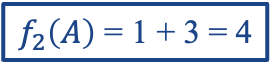 f₂(A) = 1 + 3 = 4